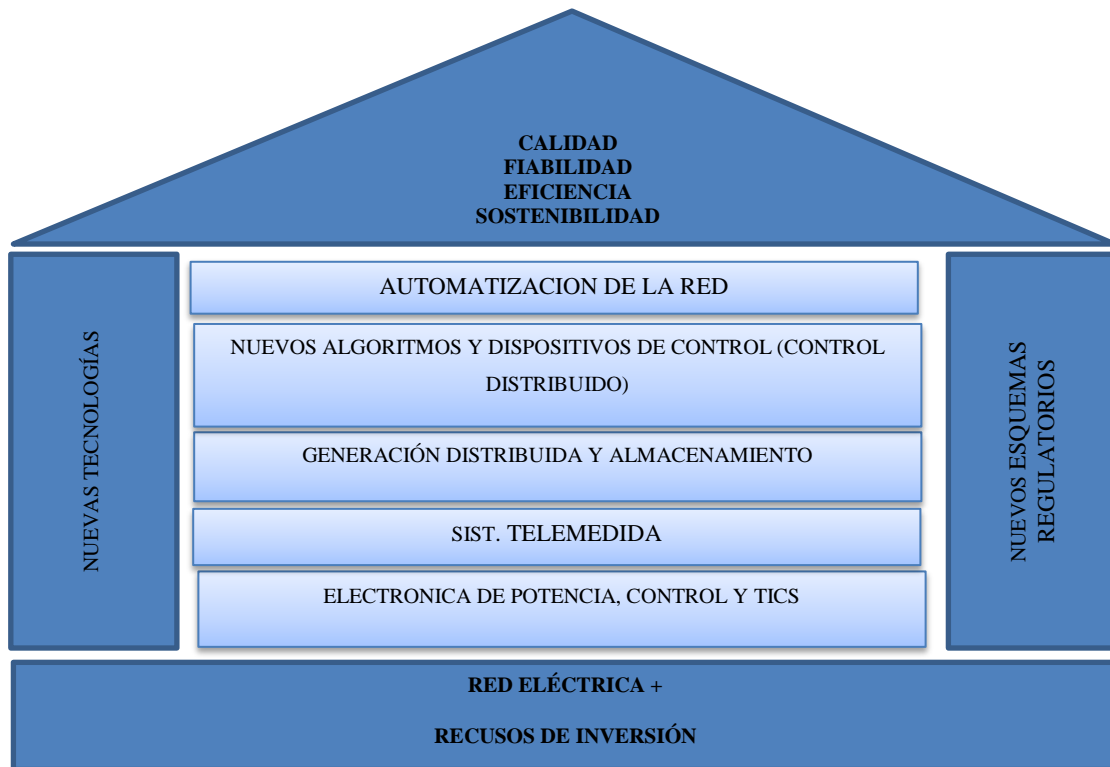 CALIDAD
FIABILIDAD
EFICIENCIA
SOSTENIBILIDAD
NUEVAS TECNOLOGÍAS
AUTOMATIZACION DE LA RED
NUEVOS ALGORITMOS Y DISPOSITIVOS DE CONTROL (CONTROL
DISTRIBUIDO)
GENERACIÓN DISTRIBUIDA Y ALMACENAMIENTO
SIST. TELEMEDIDA
ELECTRONICA DE POTENCIA, CONTROL Y TICS
NUEVOS ESQUEMAS
REGULATORIOS
RED ELÉCTRICA +
RECUSOS DE INVERSIÓN